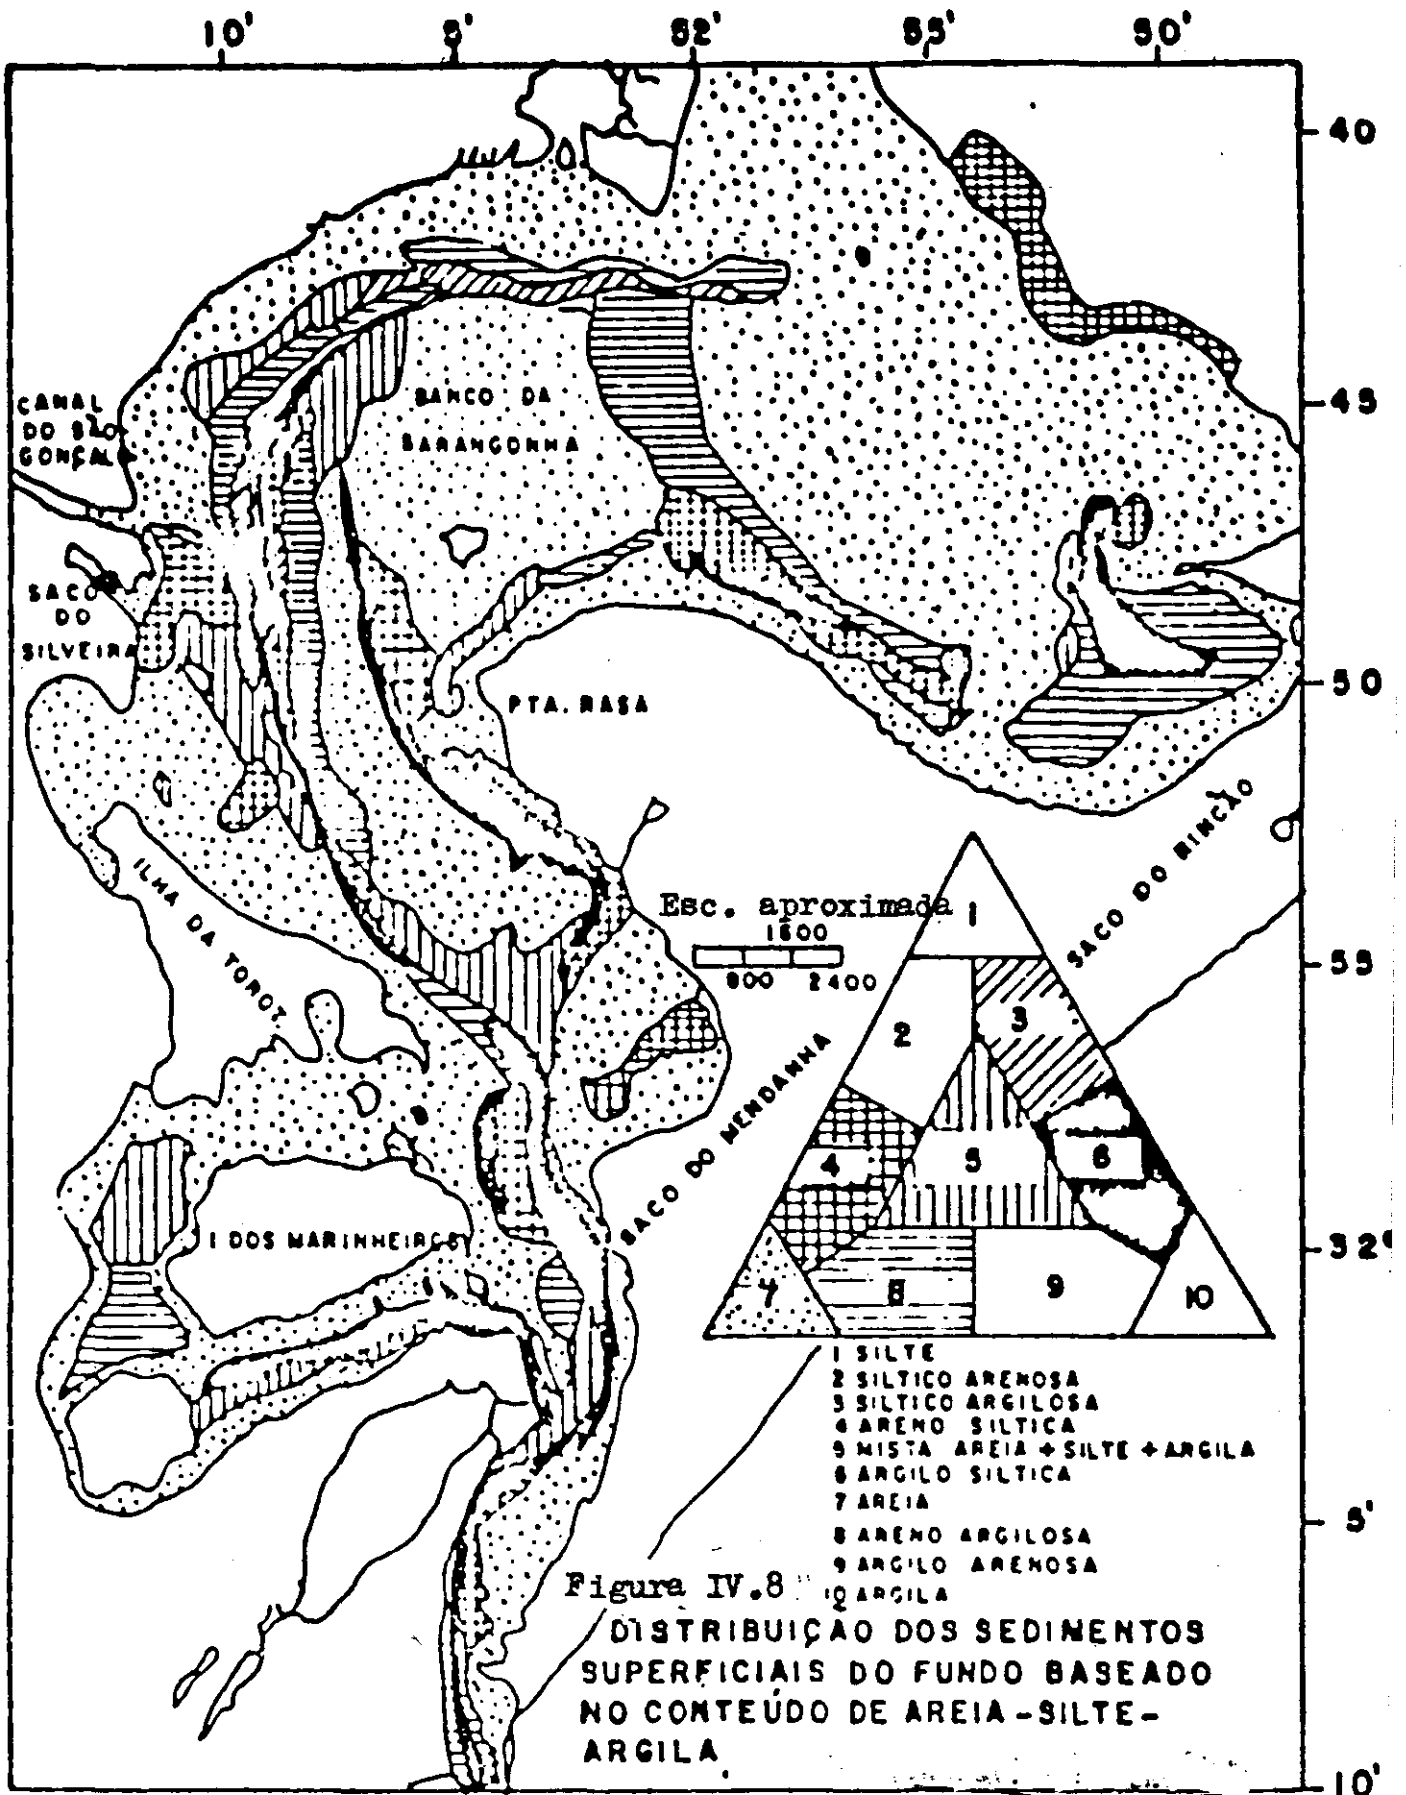 10' 5' 52' 55' 50'
40
45
50
55
32°
5'
10'
CANAL
DO SÃO
GONÇALO
BANCO DA
BARANGONHA
SACO
DO
SILVEIRA
PTA. RASA
ILHA DA TOROT.
SACO DO RINCÃO
Esc. aproximada
1600
800 2400
SACO DO MENDANHA
I DOS MARINHEIROS
1
2 3
4 5 6
7 8 9 10
1 SILTE
2 SILTICO ARENOSA
3 SILTICO ARGILOSA
4 ARENO SILTICA
5 MISTA AREIA + SILTE + ARGILA
6 ARGILO SILTICA
7 AREIA
8 ARENO ARGILOSA
9 ARGILO ARENOSA
10 ARGILA
Figura IV.8
DISTRIBUIÇAO DOS SEDIMENTOS
SUPERFICIAIS DO FUNDO BASEADO
NO CONTEÚDO DE AREIA-SILTE-
ARGILA